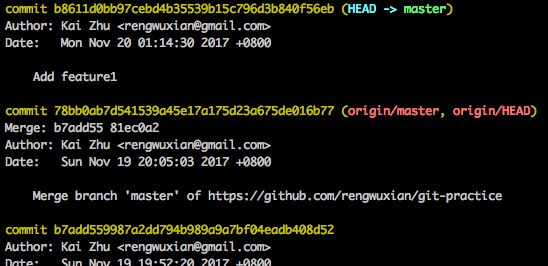 commit b8611d0bb97cebd4b35539b15c796d3b840f56eb (HEAD -> master)
Author: Kai Zhu <rengwuxian@gmail.com>
Date:   Mon Nov 20 01:14:30 2017 +0800
Add feature1
commit 78bb0ab7d541539a45e17a175d23a675de016b77 (origin/master, origin/HEAD)
Merge: b7add55 81ec0a2
Author: Kai Zhu <rengwuxian@gmail.com>
Date:   Sun Nov 19 20:05:03 2017 +0800
Merge branch 'master' of https://github.com/rengwuxian/git-practice
commit b7add559987a2dd794b989a9a7bf04eadb408d52
Author: Kai Zhu <rengwuxian@gmail.com>
Date:   Sun Nov 19 19:52:20 2017 +0800